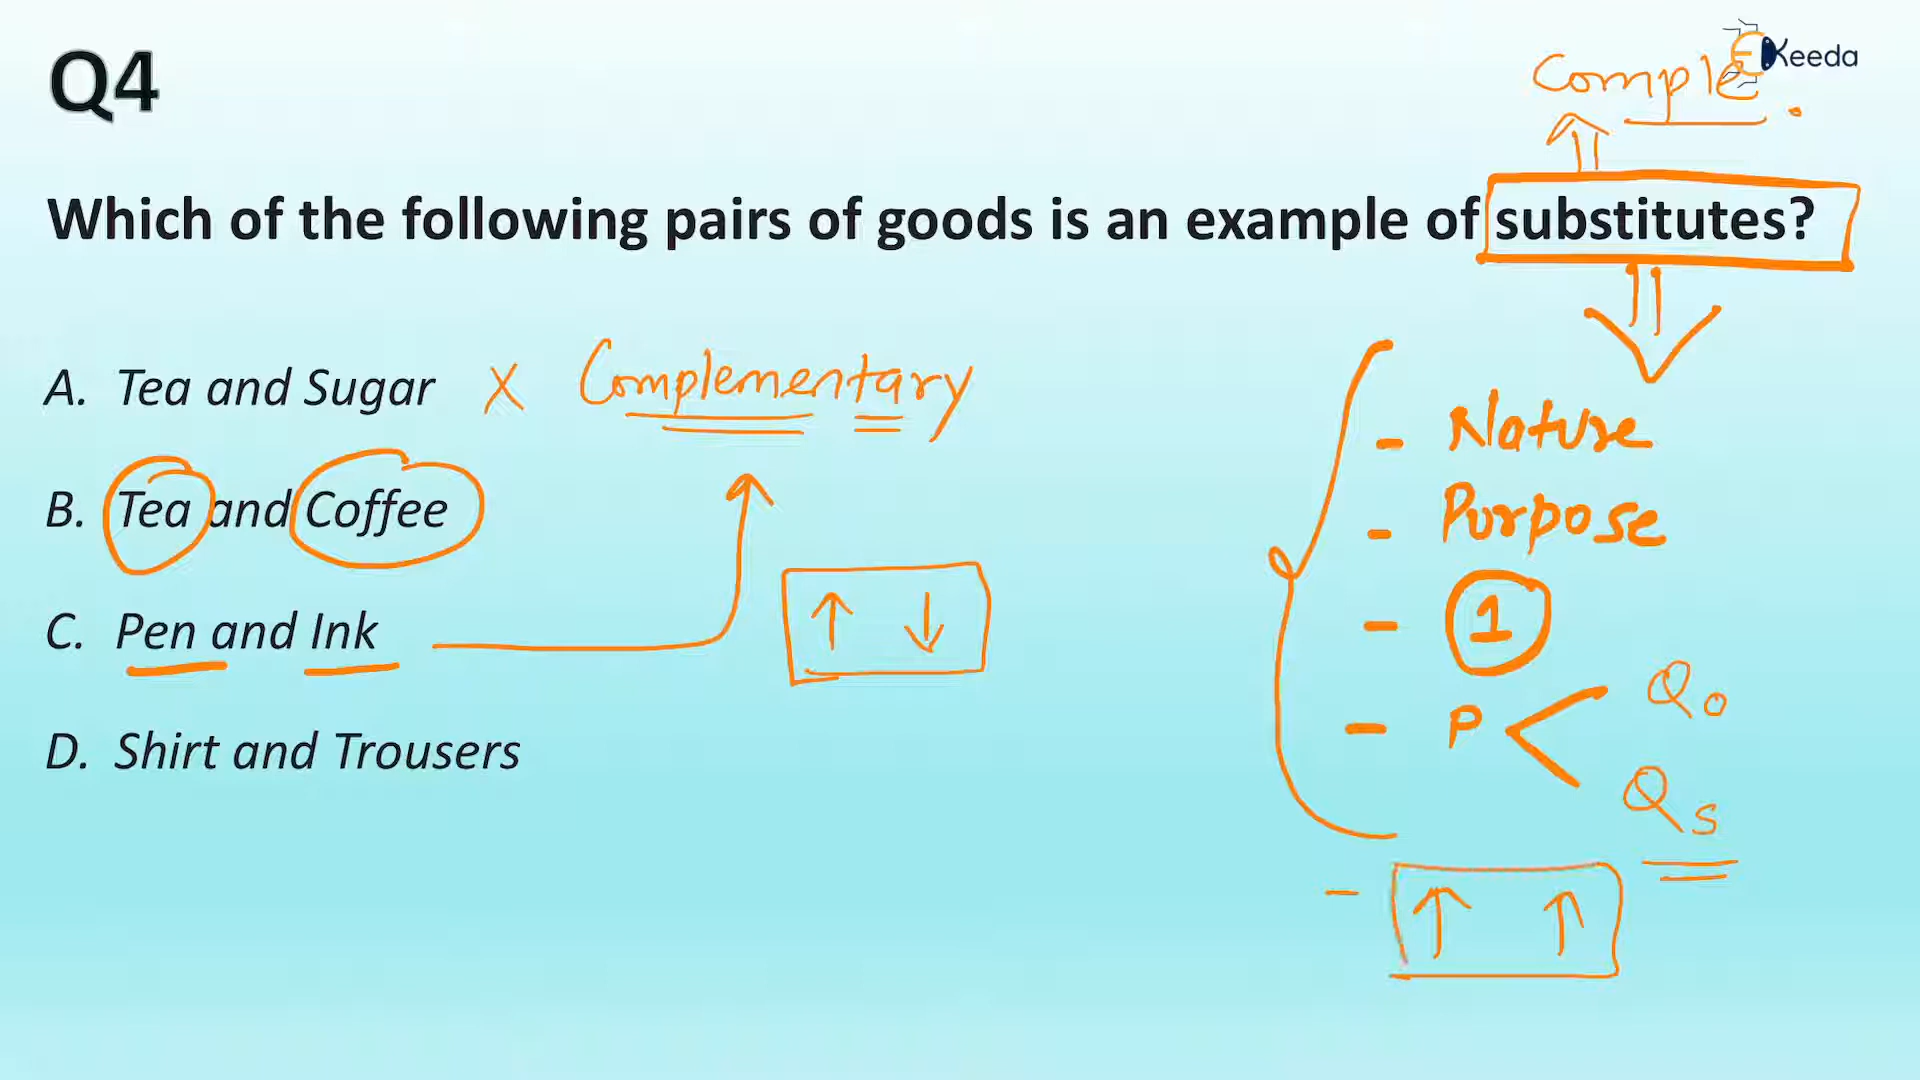 Q4
Keeda
Comple.
Which of the following pairs of goods is an example of substitutes?
A. Tea and Sugar X Complementary
B. Tea and Coffee
C. Pen and Ink
D. Shirt and Trousers
- Nature
- Purpose
- 1
- P < Qo
Qs
- ↑ ↑
↑ ↓